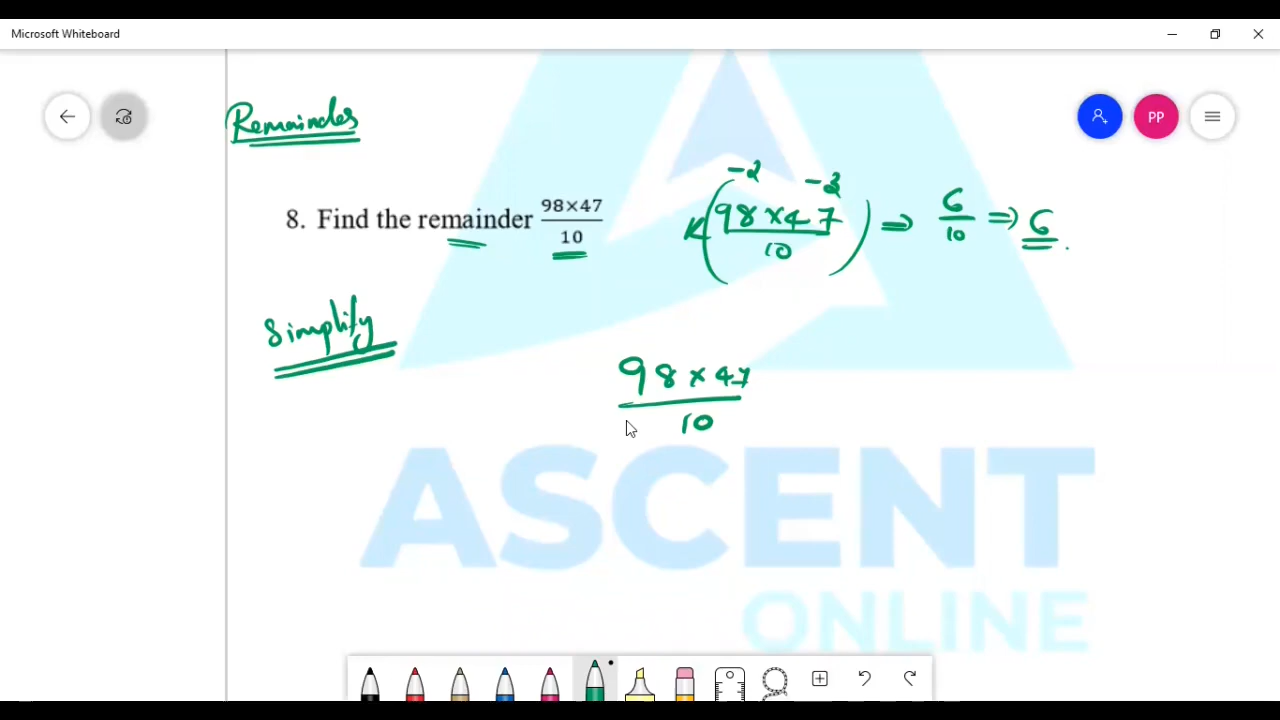 Microsoft Whiteboard
PP
Remainders
8. Find the remainder 98×47/10
-2 -3
R(98×47/10) ⇒ 6/10 ⇒ 6.
Simplify
98×47/10
ASCENT
ONLINE